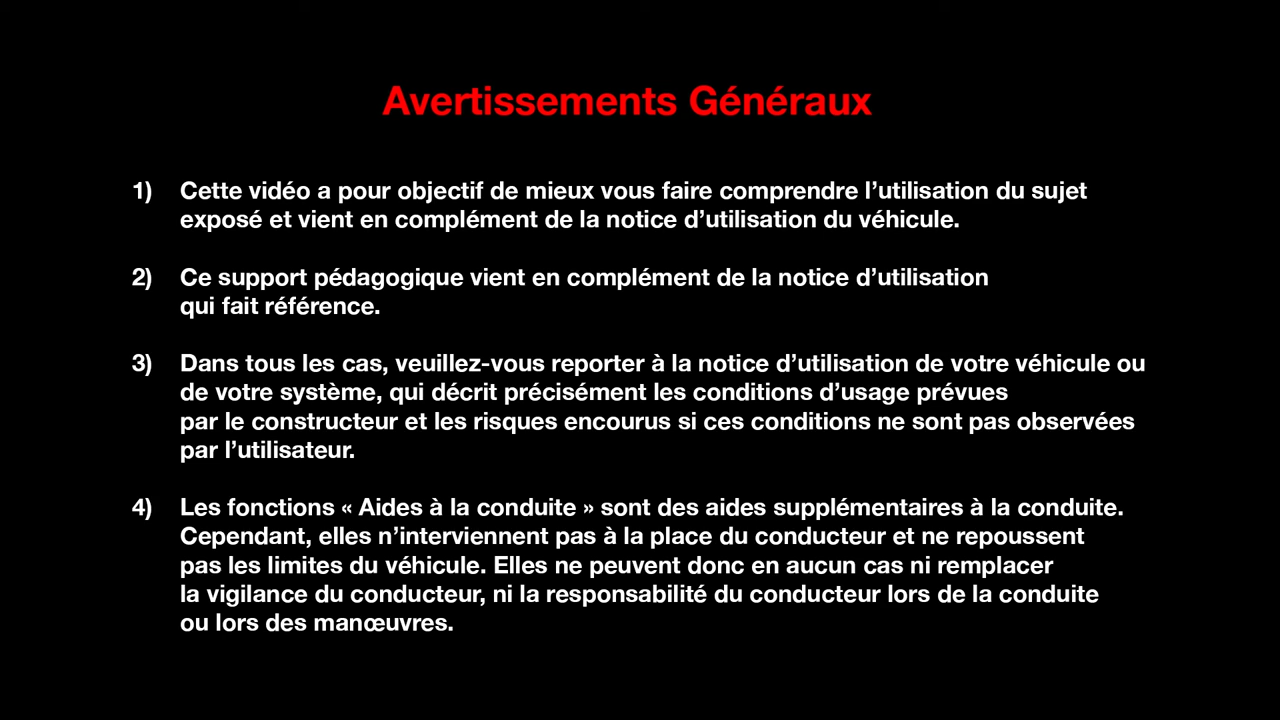 Avertissements Généraux
1) Cette vidéo a pour objectif de mieux vous faire comprendre l’utilisation du sujet
exposé et vient en complément de la notice d’utilisation du véhicule.
2) Ce support pédagogique vient en complément de la notice d’utilisation
qui fait référence.
3) Dans tous les cas, veuillez-vous reporter à la notice d’utilisation de votre véhicule ou
de votre système, qui décrit précisément les conditions d’usage prévues
par le constructeur et les risques encourus si ces conditions ne sont pas observées
par l’utilisateur.
4) Les fonctions « Aides à la conduite » sont des aides supplémentaires à la conduite.
Cependant, elles n’interviennent pas à la place du conducteur et ne repoussent
pas les limites du véhicule. Elles ne peuvent donc en aucun cas ni remplacer
la vigilance du conducteur, ni la responsabilité du conducteur lors de la conduite
ou lors des manœuvres.